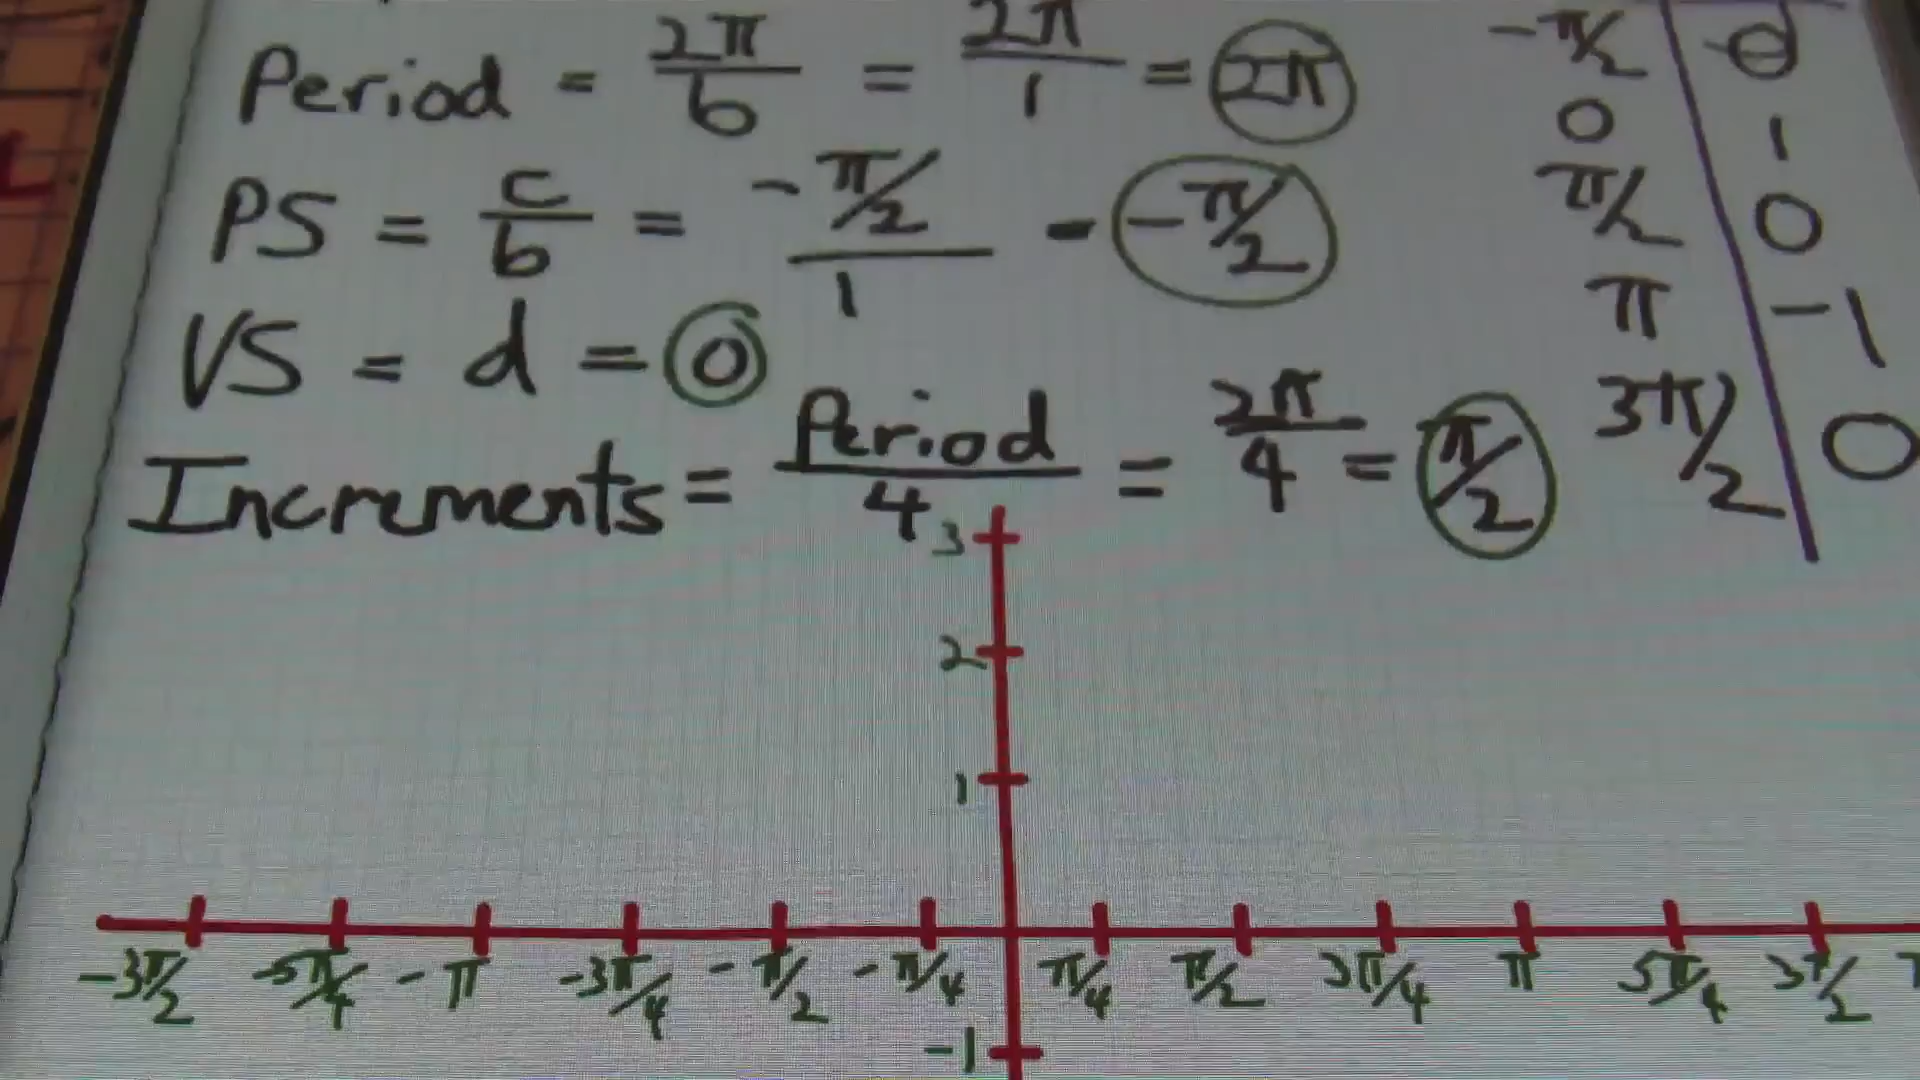 Period = 2π/b = 2π/1 = 2π
PS = c/b = -π/2/1 = -π/2
VS = d = 0
Increments = Period/4 = 2π/4 = π/2
-π/2
0 1
π/2 0
π -1
3π/2 0
3
2
1
-3π/2 -5π/4 -π -3π/4 -π/2 -π/4 π/4 π/2 3π/4 π 5π/4 3π/2
-1